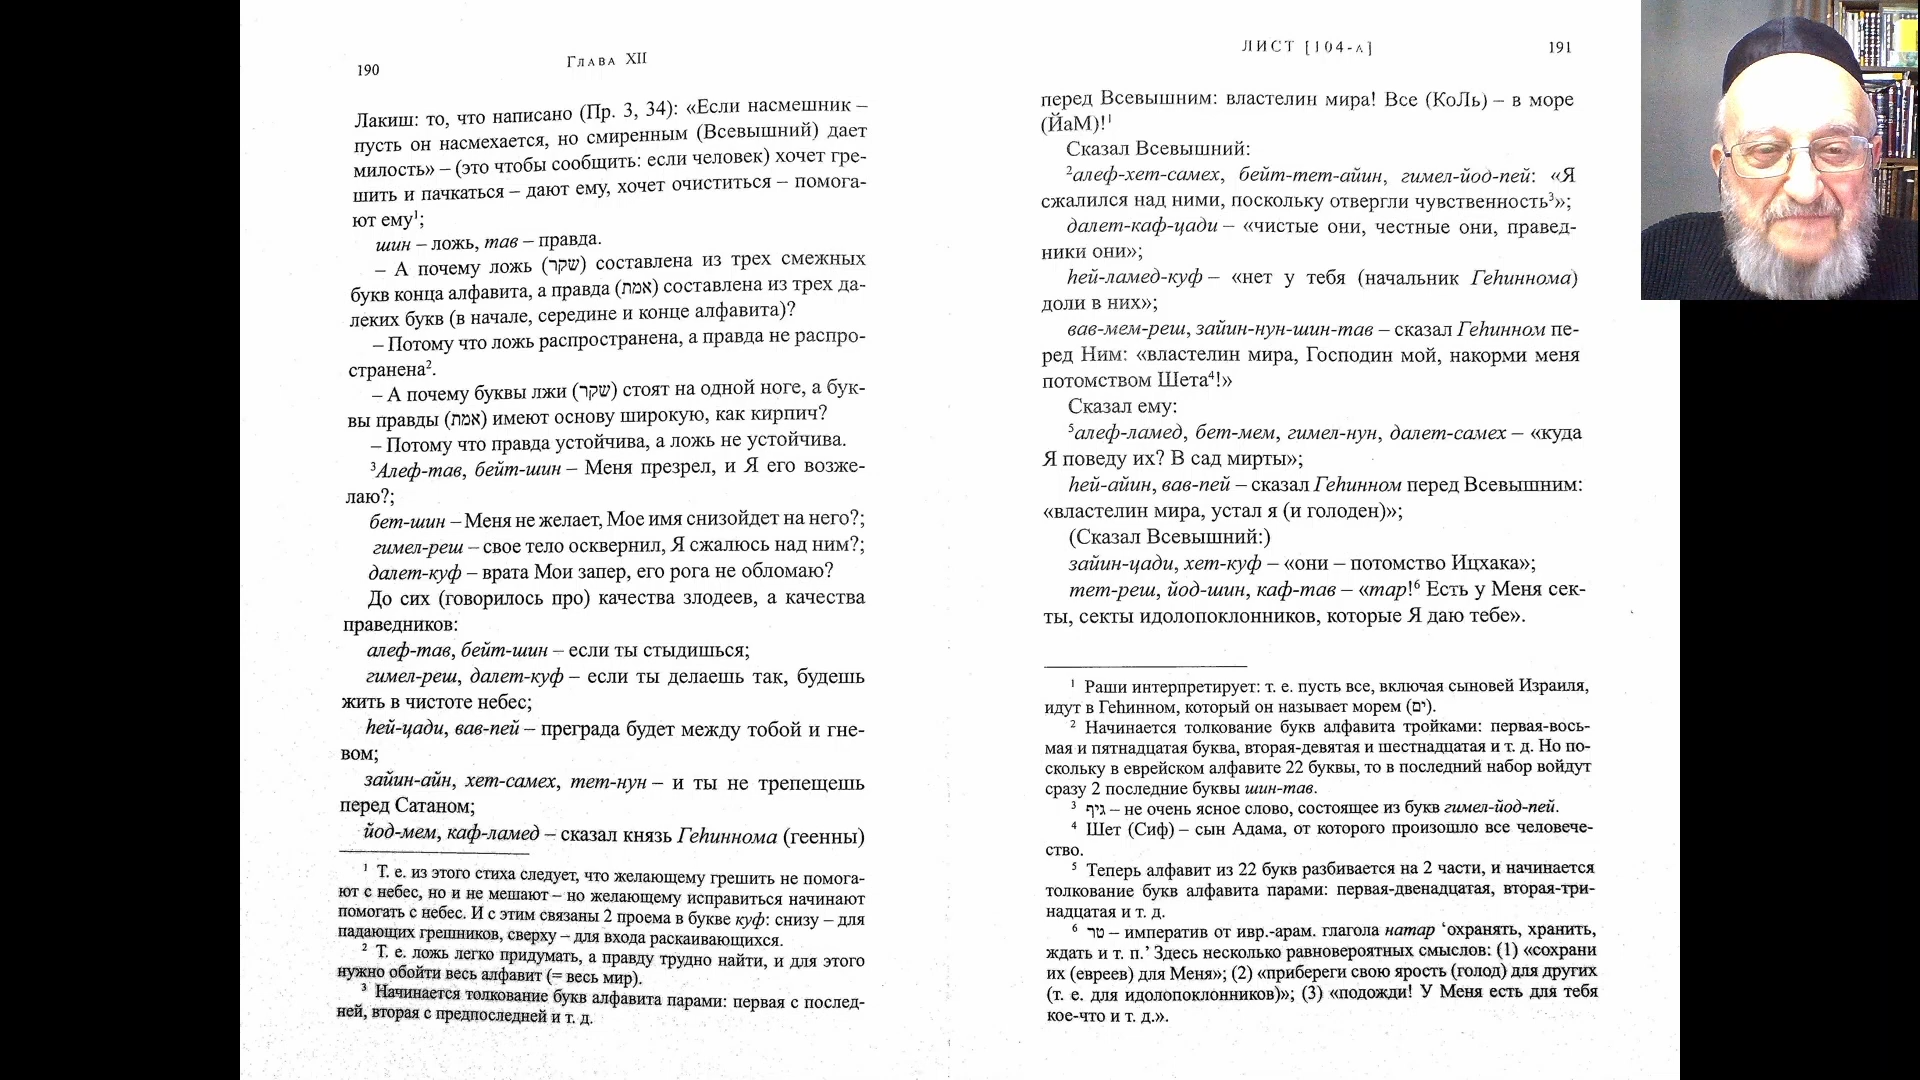 190
Глава XII
Лакиш: то, что написано (Пр. 3, 34): «Если насмешник –
пусть он насмехается, но смиренным (Всевышний) дает
милость» – (это чтобы сообщить: если человек) хочет гре-
шить и пачкаться – дают ему, хочет очиститься – помога-
ют ему¹;
шин – ложь, тав – правда.
– А почему ложь (שקר) составлена из трех смежных
букв конца алфавита, а правда (אמת) составлена из трех да-
леких букв (в начале, середине и конце алфавита)?
– Потому что ложь распространена, а правда не распро-
странена².
– А почему буквы лжи (שקר) стоят на одной ноге, а бук-
вы правды (אמת) имеют основу широкую, как кирпич?
– Потому что правда устойчива, а ложь не устойчива.
³Алеф-тав, бейт-шин – Меня презрел, и Я его возже-
лаю?;
бет-шин – Меня не желает, Мое имя снизойдет на него?;
гимел-реш – свое тело осквернил, Я сжалюсь над ним?;
далет-куф – врата Мои запер, его рога не обломаю?
До сих (говорилось про) качества злодеев, а качества
праведников:
алеф-тав, бейт-шин – если ты стыдишься;
гимел-реш, далет-куф – если ты делаешь так, будешь
жить в чистоте небес;
hей-цади, вав-пей – преграда будет между тобой и гне-
вом;
зайин-айн, хет-самех, тет-нун – и ты не трепещешь
перед Сатаном;
йод-мем, каф-ламед – сказал князь Геhиннома (геенны)
¹ Т. е. из этого стиха следует, что желающему грешить не помога-
ют с небес, но и не мешают – но желающему исправиться начинают
помогать с небес. И с этим связаны 2 проема в букве куф: снизу – для
падающих грешников, сверху – для входа раскаивающихся.
² Т. е. ложь легко придумать, а правду трудно найти, и для этого
нужно обойти весь алфавит (= весь мир).
³ Начинается толкование букв алфавита парами: первая с послед-
ней, вторая с предпоследней и т. д.
ЛИСТ [104-А]
191
перед Всевышним: властелин мира! Все (КоЛь) – в море
(ЙаМ)!¹
Сказал Всевышний:
²алеф-хет-самех, бейт-тет-айин, гимел-йод-пей: «Я
сжалился над ними, поскольку отвергли чувственность³»;
далет-каф-цади – «чистые они, честные они, правед-
ники они»;
hей-ламед-куф – «нет у тебя (начальник Геhиннома)
доли в них»;
вав-мем-реш, зайин-нун-шин-тав – сказал Геhинном пе-
ред Ним: «властелин мира, Господин мой, накорми меня
потомством Шета⁴!»
Сказал ему:
⁵алеф-ламед, бет-мем, гимел-нун, далет-самех – «куда
Я поведу их? В сад мирты»;
hей-айин, вав-пей – сказал Геhинном перед Всевышним:
«властелин мира, устал я (и голоден)»;
(Сказал Всевышний:)
зайин-цади, хет-куф – «они – потомство Ицхака»;
тет-реш, йод-шин, каф-тав – «тар!⁶ Есть у Меня сек-
ты, секты идолопоклонников, которые Я даю тебе».
¹ Раши интерпретирует: т. е. пусть все, включая сыновей Израиля,
идут в Геhинном, который он называет морем (ים).
² Начинается толкование букв алфавита тройками: первая-вось-
мая и пятнадцатая буква, вторая-девятая и шестнадцатая и т. д. Но по-
скольку в еврейском алфавите 22 буквы, то в последний набор войдут
сразу 2 последние буквы шин-тав.
³ גיף – не очень ясное слово, состоящее из букв гимел-йод-пей.
⁴ Шет (Сиф) – сын Адама, от которого произошло все человече-
ство.
⁵ Теперь алфавит из 22 букв разбивается на 2 части, и начинается
толкование букв алфавита парами: первая-двенадцатая, вторая-три-
надцатая и т. д.
⁶ טר – императив от ивр.-арам. глагола натар ‘охранять, хранить,
ждать и т. п.’ Здесь несколько равновероятных смыслов: (1) «сохрани
их (евреев) для Меня»; (2) «прибереги свою ярость (голод) для других
(т. е. для идолопоклонников)»; (3) «подожди! У Меня есть для тебя
кое-что и т. д.».